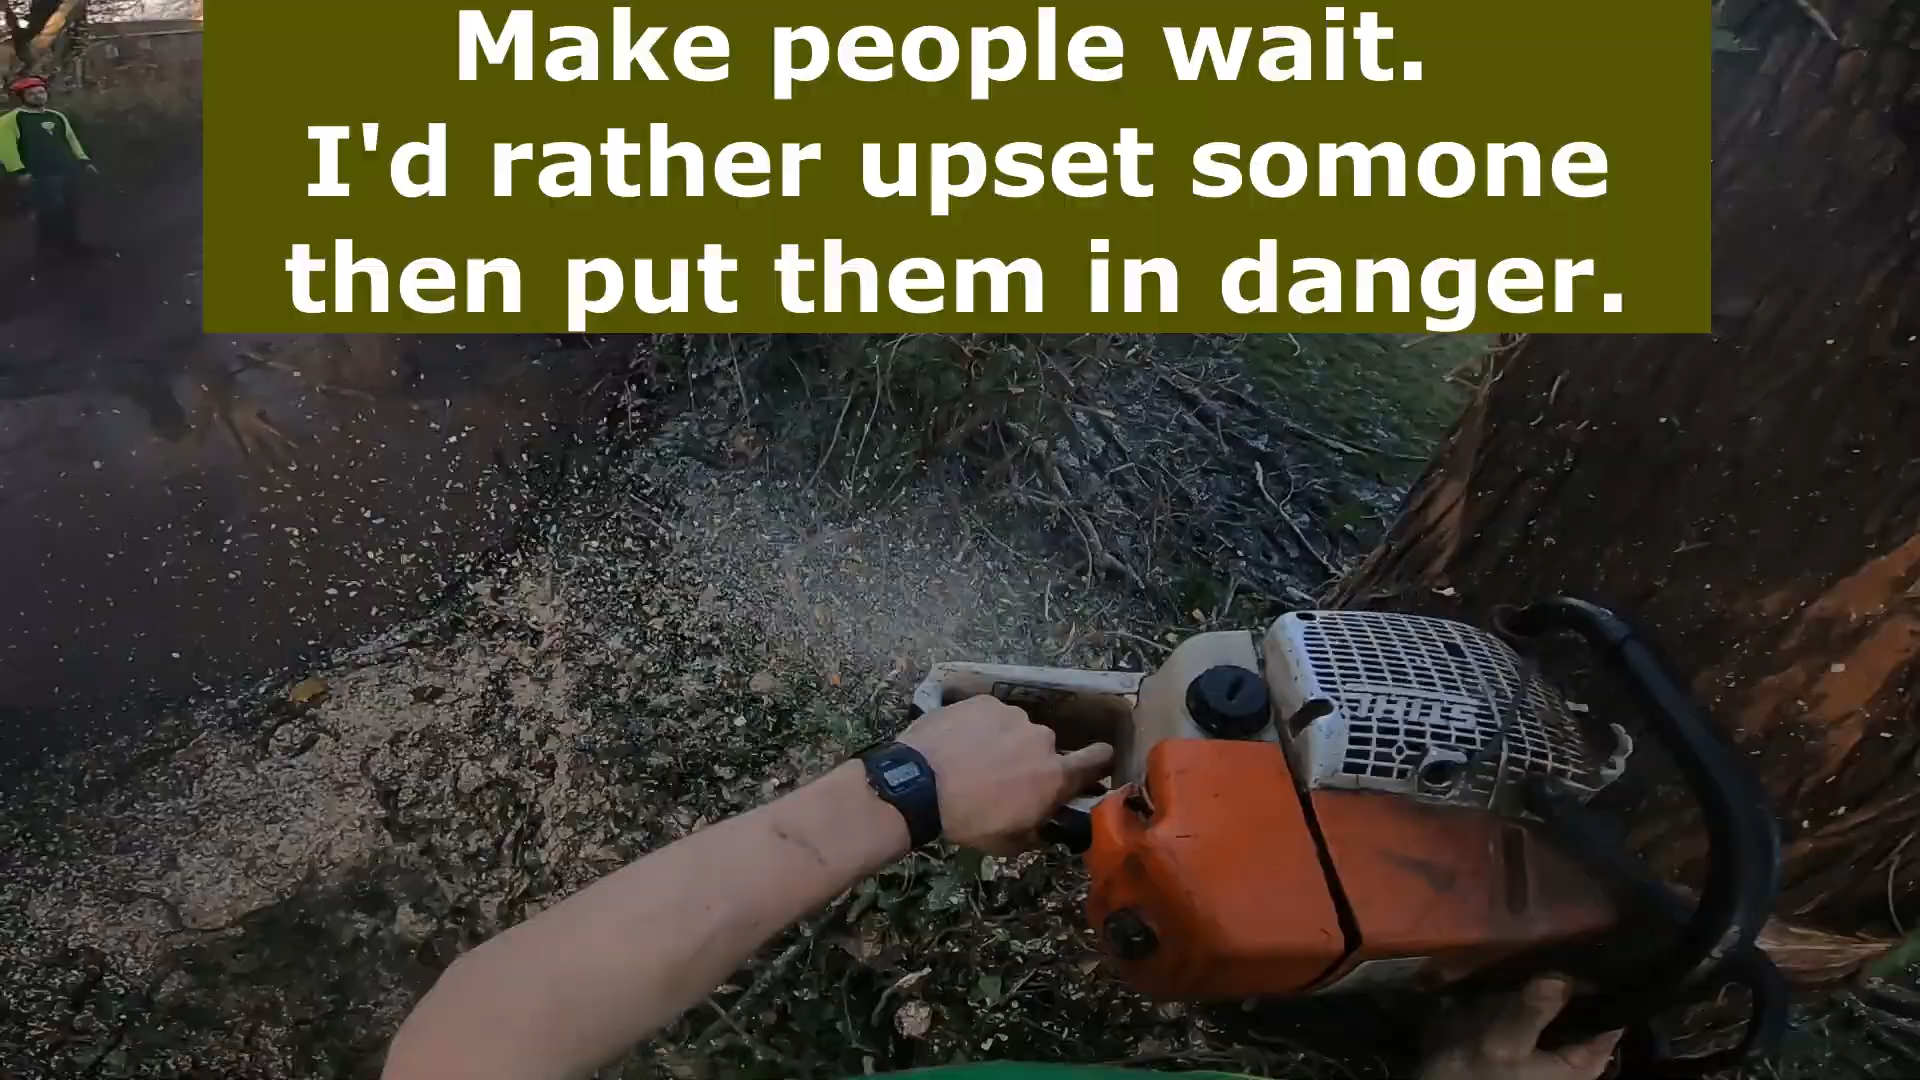 Make people wait.
I'd rather upset somone
then put them in danger.
STIHL